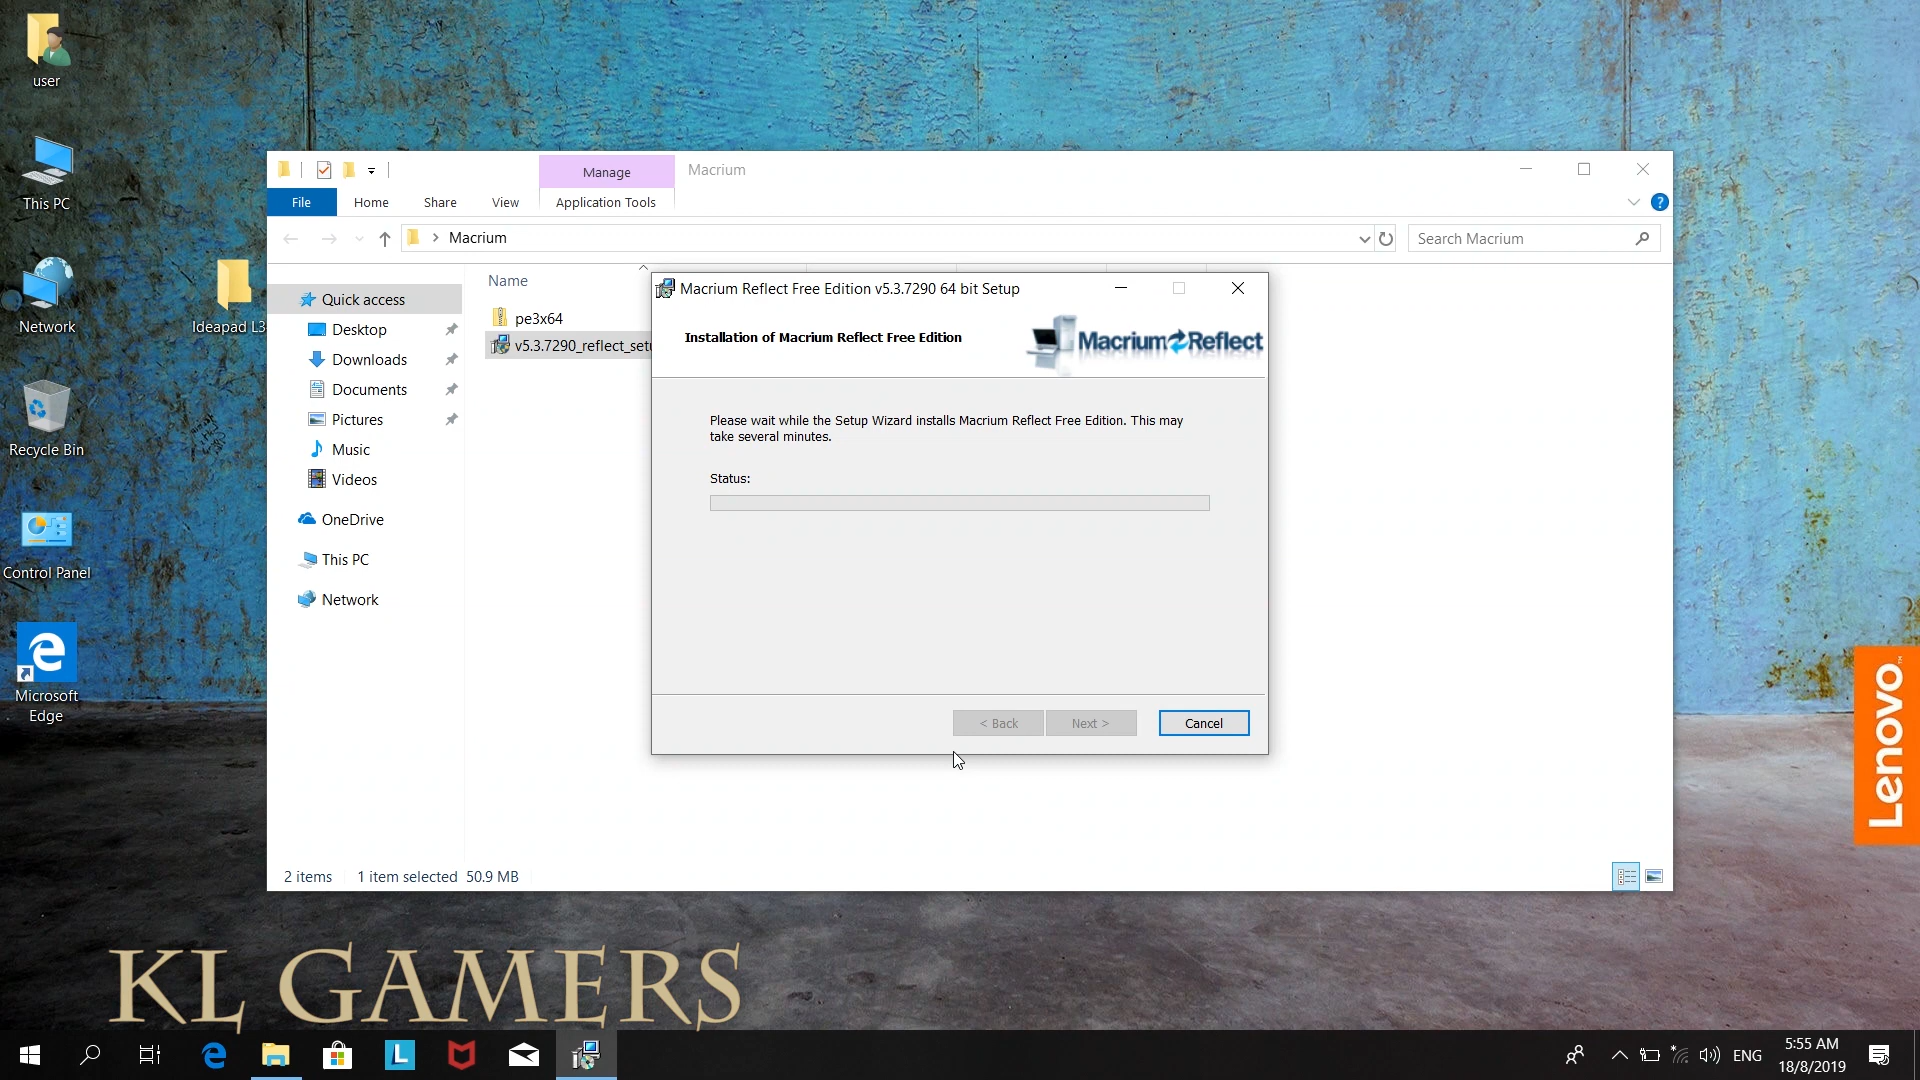 user
This PC
Network
Recycle Bin
Control Panel
Microsoft
Edge
Ideapad L3
Manage
Macrium
File
Home
Share
View
Application Tools
Macrium
Search Macrium
Quick access
Desktop
Downloads
Documents
Pictures
Music
Videos
OneDrive
This PC
Network
Name
pe3x64
v5.3.7290_reflect_setu
Macrium Reflect Free Edition v5.3.7290 64 bit Setup
Installation of Macrium Reflect Free Edition
Macrium Reflect
Please wait while the Setup Wizard installs Macrium Reflect Free Edition. This may
take several minutes.
Status:
< Back
Next >
Cancel
2 items
1 item selected 50.9 MB
Lenovo
KL GAMERS
ENG
5:55 AM
18/8/2019